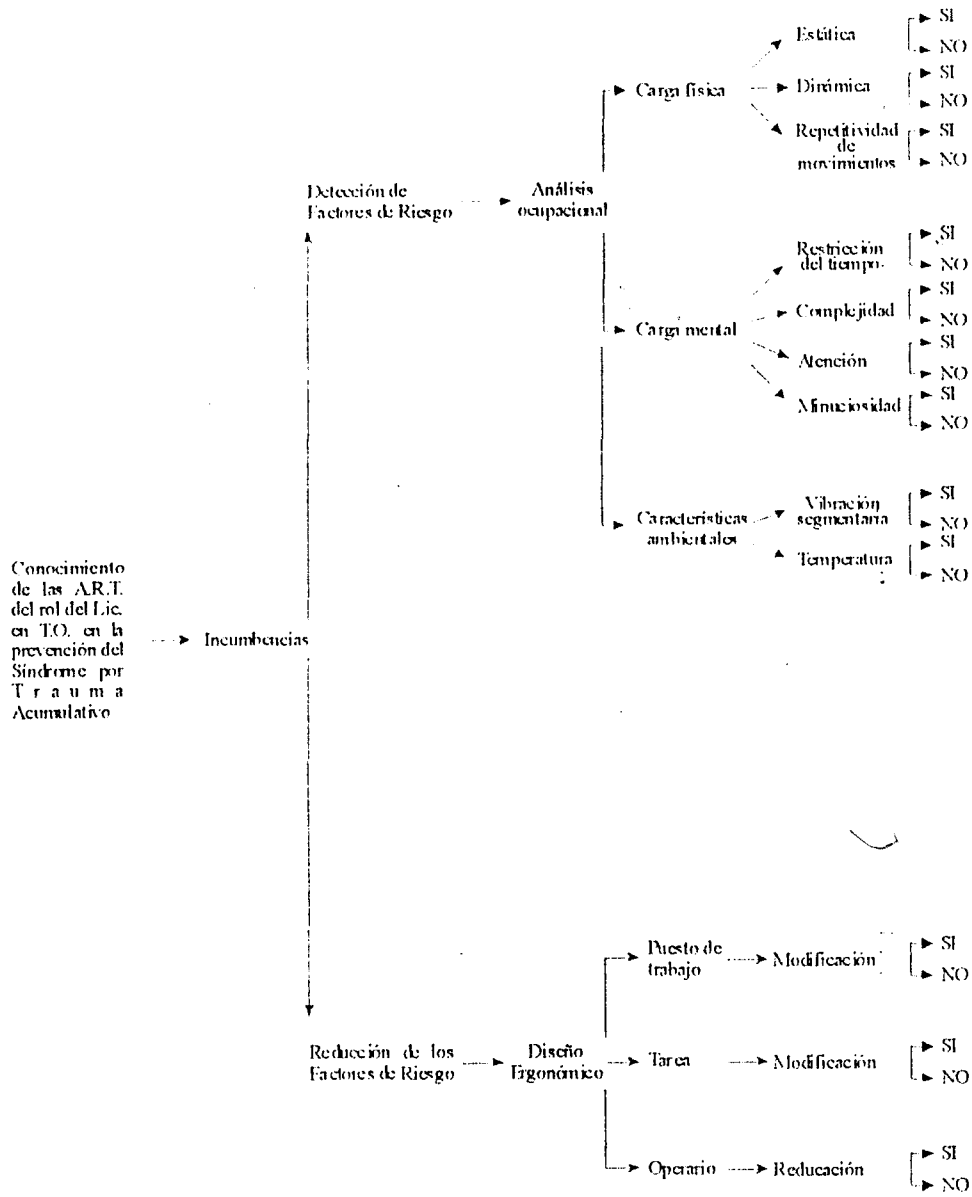 Conocimiento
de las A.R.T.
del rol del Lic.
en T.O. en la
prevención del
Síndrome por
Trauma
Acumulativo
Incumbencias
Detección de
Factores de Riesgo
Análisis
ocupacional
Carga física
Estática
SI
NO
Dinámica
SI
NO
Repetitividad
de
movimientos
SI
NO
Carga mental
Restricción
del tiempo
SI
NO
Complejidad
SI
NO
Atención
SI
NO
Minuciosidad
SI
NO
Características
ambientales
Vibración
segmentaria
SI
NO
Temperatura
SI
NO
Reducción de los
Factores de Riesgo
Diseño
Ergonómico
Puesto de
trabajo
Modificación
SI
NO
Tarea
Modificación
SI
NO
Operario
Reducación
SI
NO